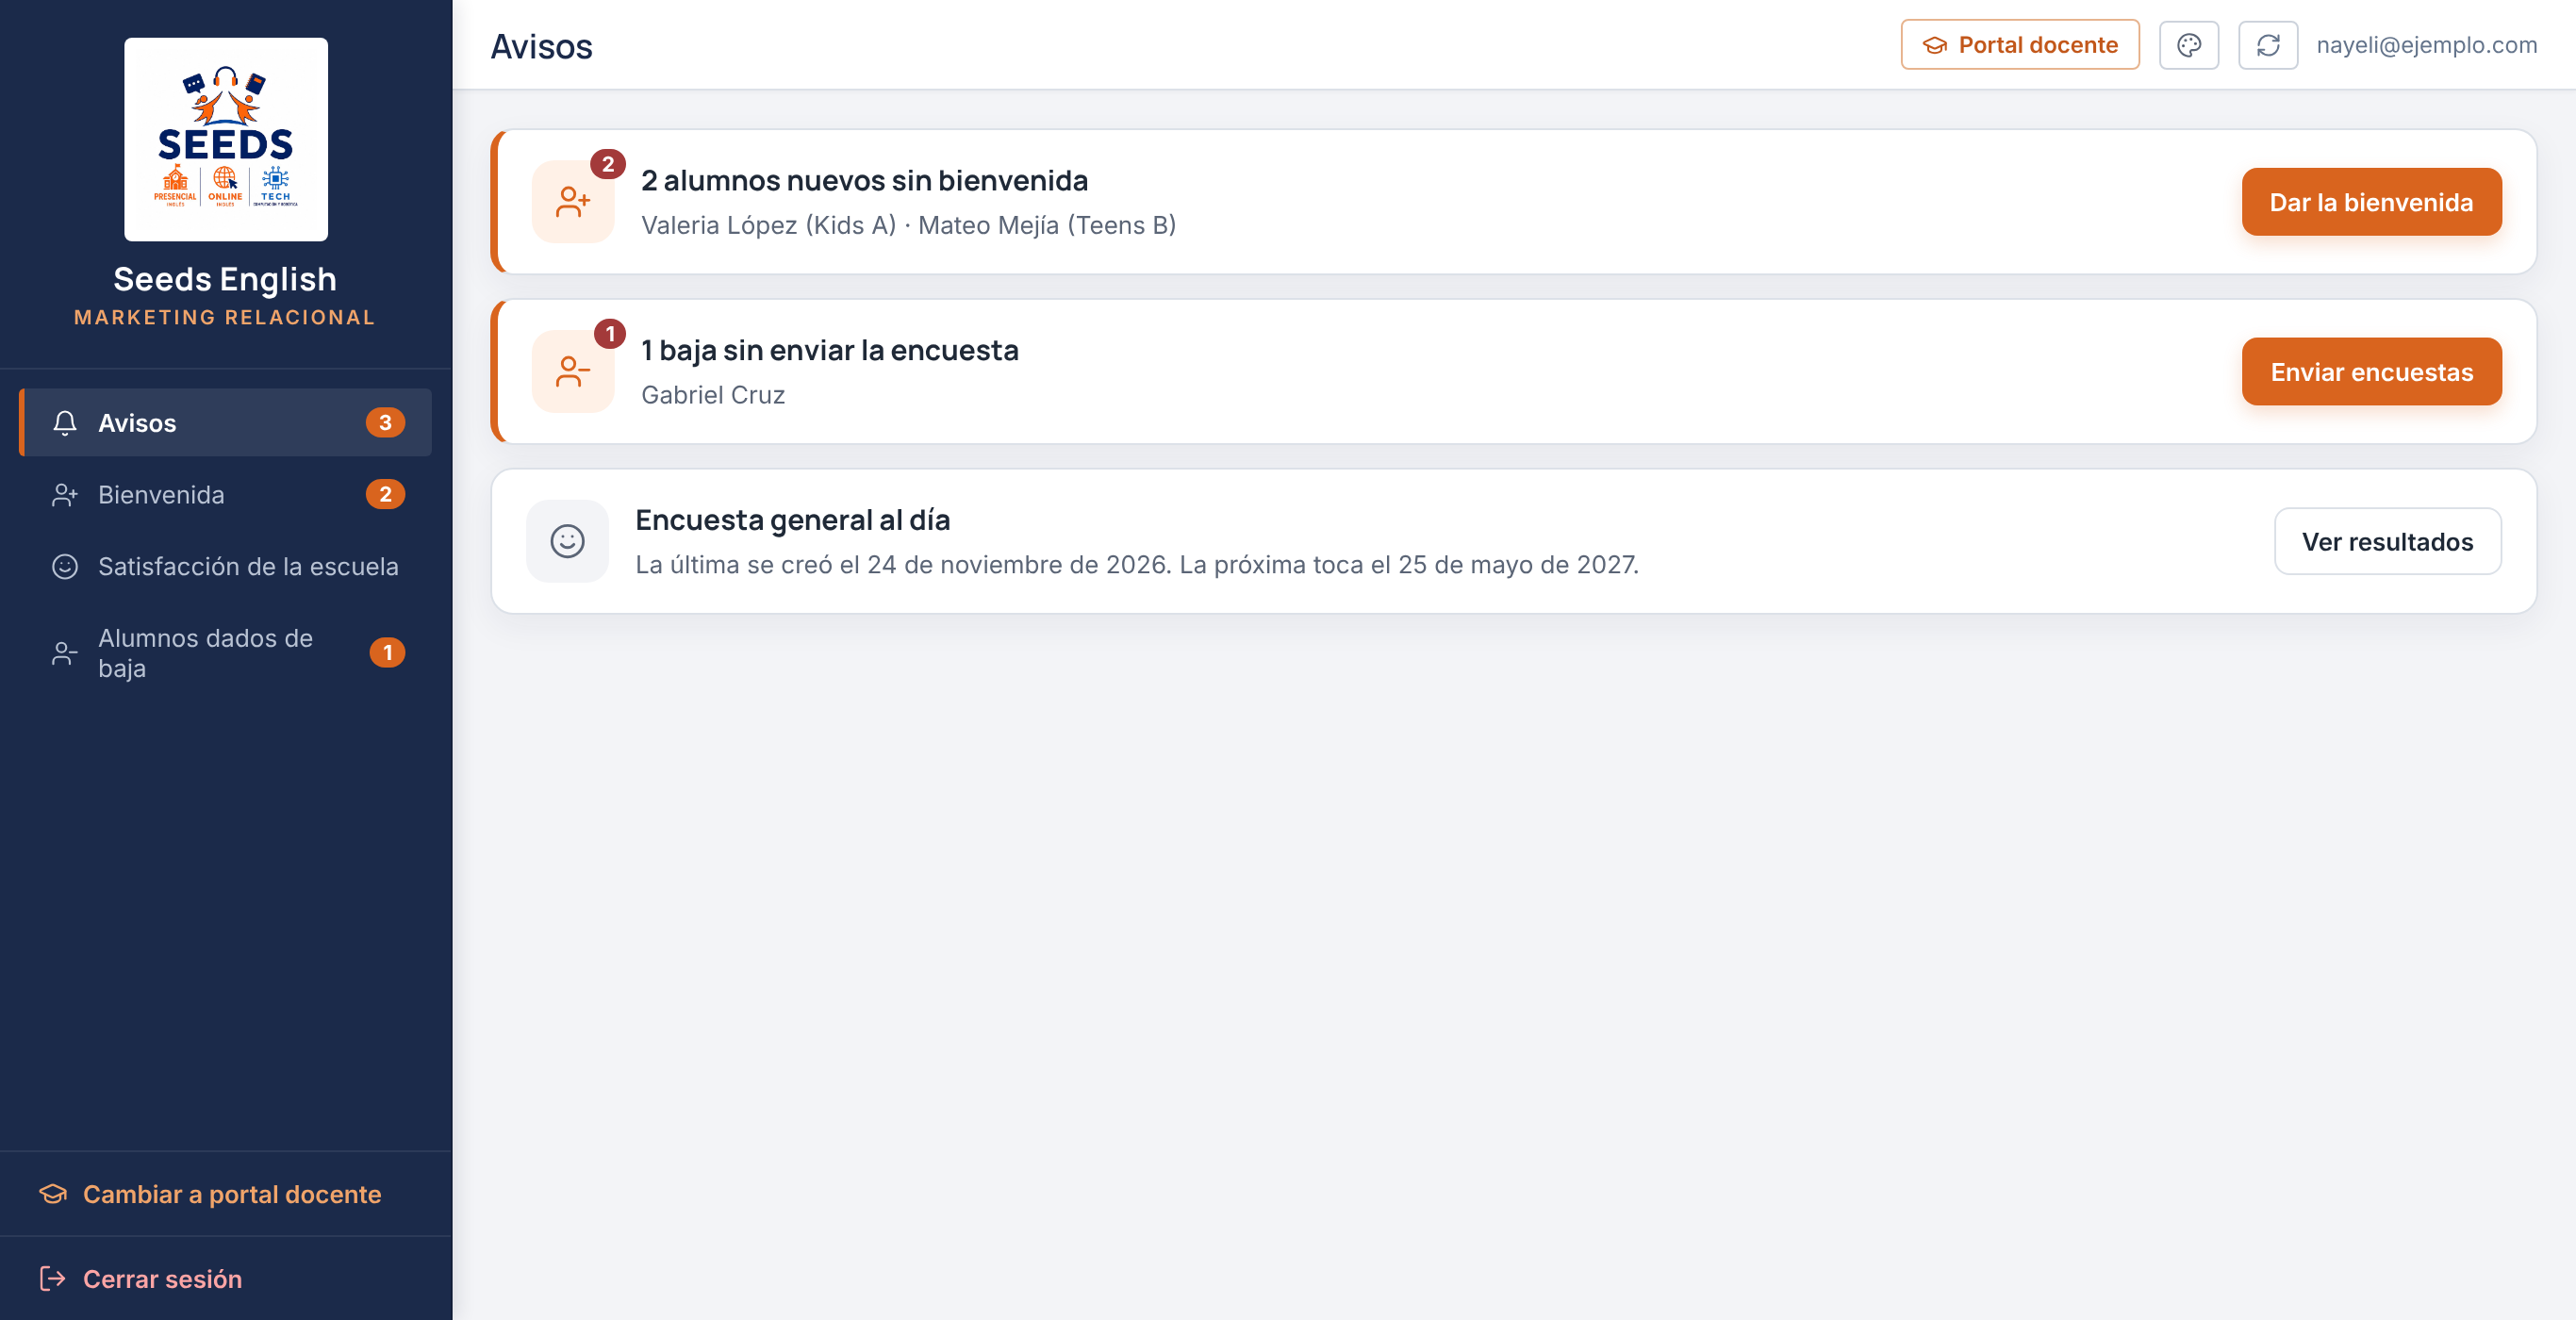 SEEDS
PRESENCIAL
INGLÉS
ONLINE
INGLÉS
TECH
COMPUTACIÓN Y ROBÓTICA
Seeds English
MARKETING RELACIONAL
Avisos
3
Bienvenida
2
Satisfacción de la escuela
Alumnos dados de
baja
1
Cambiar a portal docente
Cerrar sesión
Avisos
Portal docente
nayeli@ejemplo.com
2
2 alumnos nuevos sin bienvenida
Valeria López (Kids A) · Mateo Mejía (Teens B)
Dar la bienvenida
1
1 baja sin enviar la encuesta
Gabriel Cruz
Enviar encuestas
Encuesta general al día
La última se creó el 24 de noviembre de 2026. La próxima toca el 25 de mayo de 2027.
Ver resultados